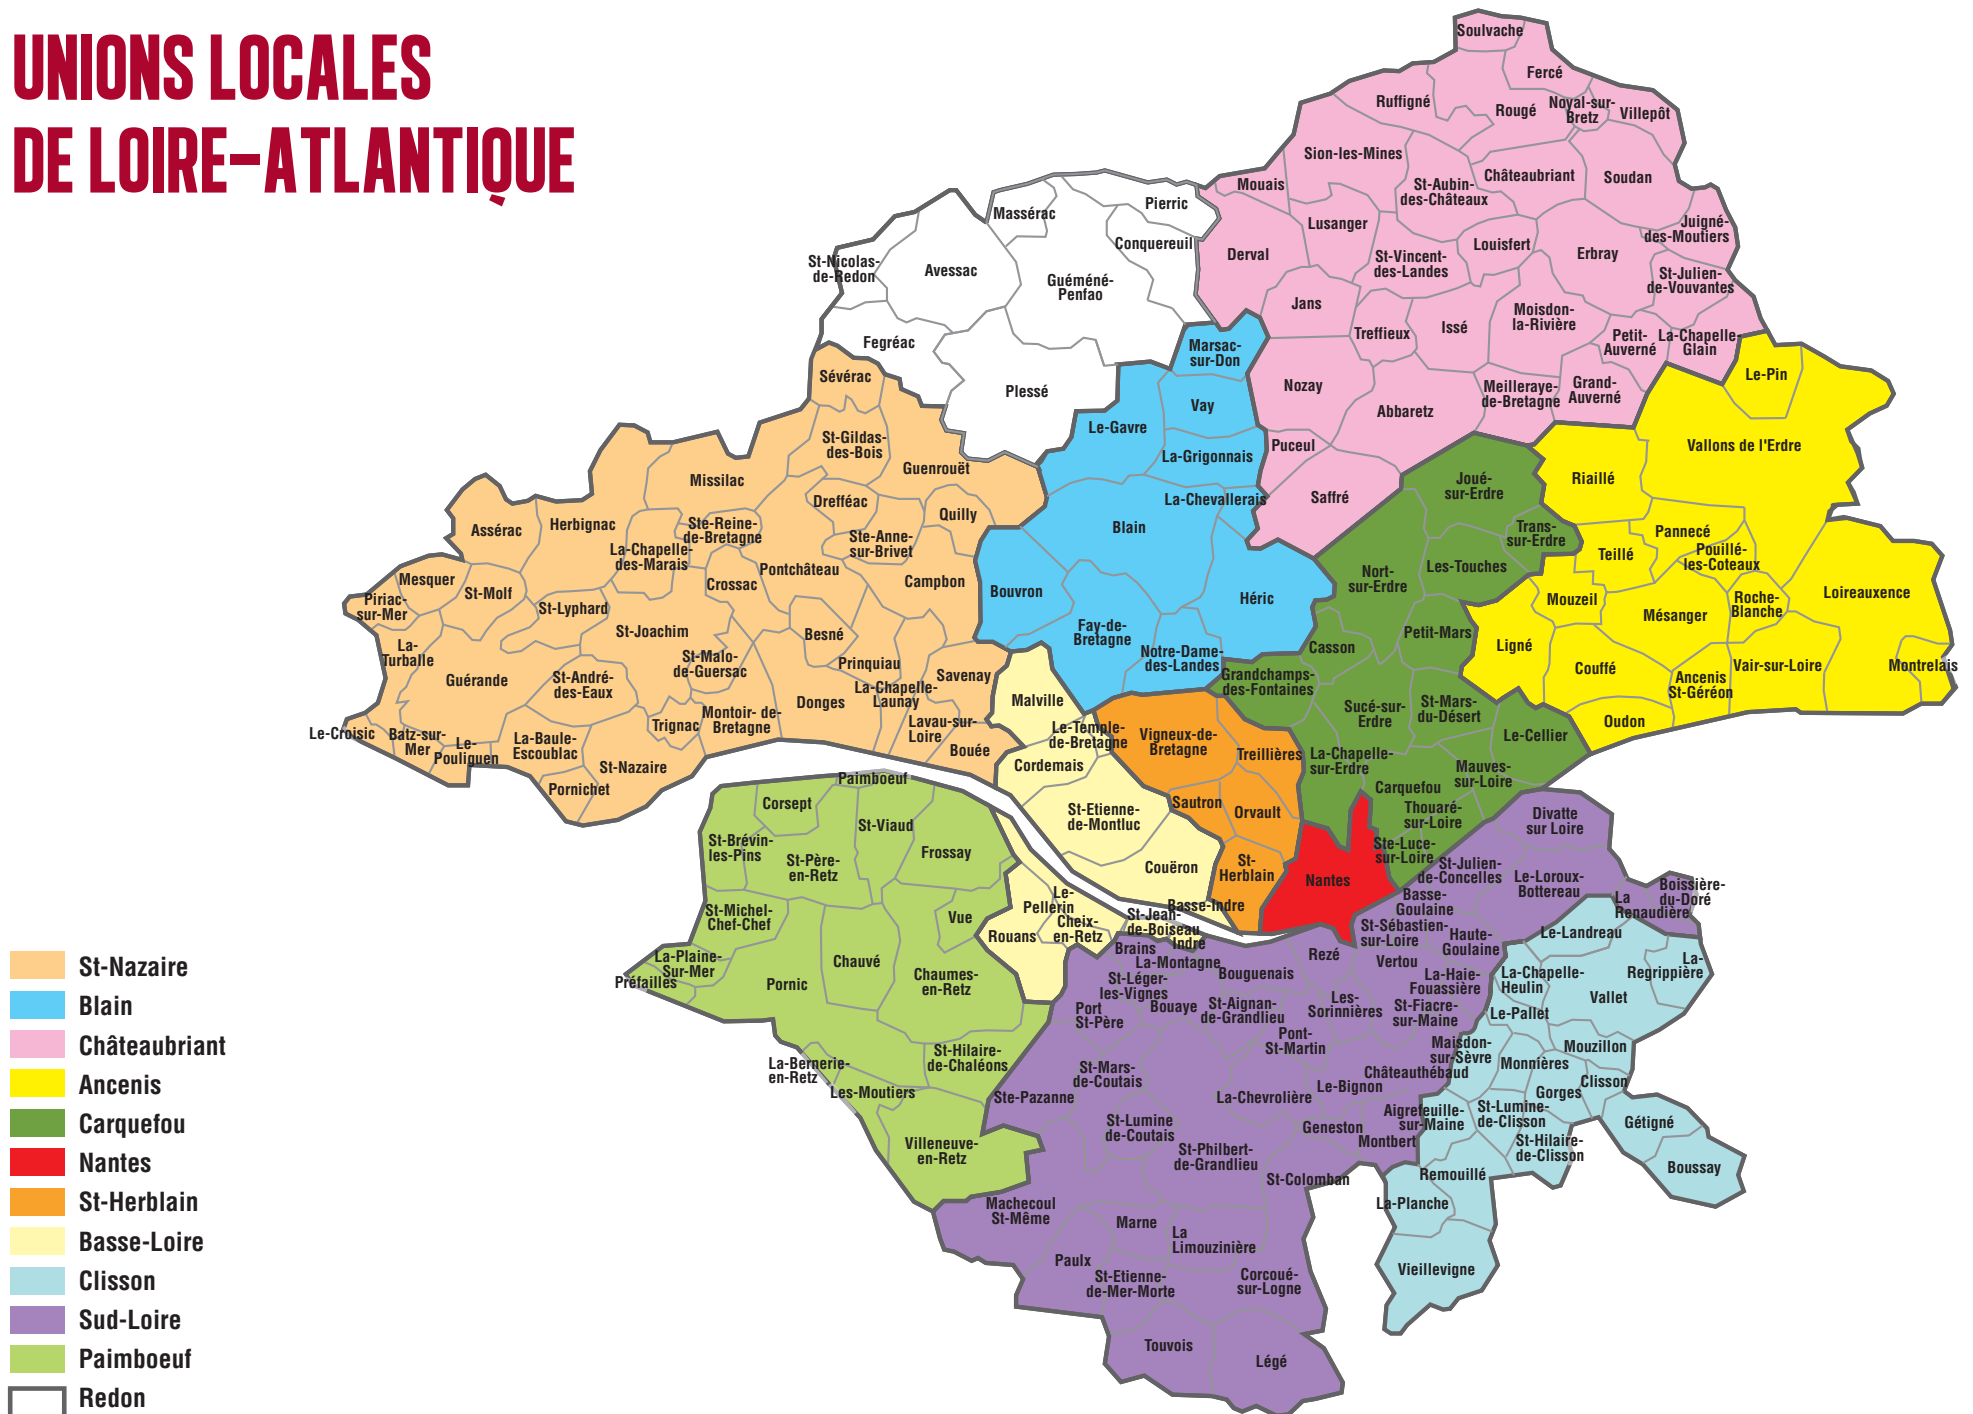 UNIONS LOCALES
DE LOIRE–ATLANTIQUE
Soulvache
Fercé
Ruffigné
Rougé
Noyal-sur-
Bretz
Villepôt
Sion-les-Mines
Mouais
St-Aubin-
des-Châteaux
Châteaubriant
Soudan
Lusanger
Derval
St-Vincent-
des-Landes
Louisfert
Erbray
Juigné-
des-Moutiers
St-Julien-
de-Vouvantes
Jans
Treffieux
Issé
Moisdon-
la-Rivière
Petit-
Auverné
La-Chapelle-
Glain
Nozay
Abbaretz
Meilleraye-
de-Bretagne
Grand-
Auverné
Puceul
Saffré
Pierric
Massérac
Conquereuil
St-Nicolas-
de-Redon
Avessac
Guéméné-
Penfao
Fegréac
Plessé
Marsac-
sur-Don
Vay
Le-Gavre
La-Grigonnais
La-Chevallerais
Blain
Bouvron
Héric
Fay-de-
Bretagne
Notre-Dame-
des-Landes
Sévérac
St-Gildas-
des-Bois
Guenrouët
Missilac
Drefféac
Quilly
Assérac
Herbignac
Ste-Reine-
de-Bretagne
Ste-Anne-
sur-Brivet
La-Chapelle-
des-Marais
Pontchâteau
Crossac
Campbon
Mesquer
Piriac-
sur-Mer
St-Molf
St-Lyphard
St-Joachim
Besné
La-
Turballe
Prinquiau
St-Malo-
de-Guersac
Savenay
Guérande
St-André-
des-Eaux
La-Chapelle-
Launay
Donges
Montoir- de-
Bretagne
Trignac
Lavau-sur-
Loire
Bouée
Le-Croisic
Batz-sur-
Mer
Le-
Pouliguen
La-Baule-
Escoublac
St-Nazaire
Pornichet
Le-Pin
Vallons de l'Erdre
Riaillé
Pannecé
Teillé
Pouillé-
les-Coteaux
Mouzeil
Mésanger
Roche-
Blanche
Loireauxence
Ligné
Couffé
Ancenis
St-Géréon
Vair-sur-Loire
Montrelais
Oudon
Joué-
sur-Erdre
Trans-
sur-Erdre
Nort-
sur-Erdre
Les-Touches
Petit-Mars
Casson
Grandchamps-
des-Fontaines
Sucé-sur-
Erdre
St-Mars-
du-Désert
Le-Cellier
La-Chapelle-
sur-Erdre
Carquefou
Mauves-
sur-Loire
Thouaré-
sur-Loire
Ste-Luce-
sur-Loire
Nantes
Vigneux-de-
Bretagne
Treillières
Sautron
Orvault
St-
Herblain
Malville
Le-Temple-
de-Bretagne
Cordemais
St-Etienne-
de-Montluc
Couëron
Basse-Indre
Le-
Pellerin
Cheix-
en-Retz
Rouans
St-Jean-
de-Boiseau
Indre
Paimboeuf
Corsept
St-Viaud
Frossay
St-Brévin-
les-Pins
St-Père-
en-Retz
Vue
St-Michel-
Chef-Chef
La-Plaine-
Sur-Mer
Préfailles
Pornic
Chauvé
Chaumes-
en-Retz
St-Hilaire-
de-Chaléons
La-Bernerie-
en-Retz
Les-Moutiers
Villeneuve-
en-Retz
Divatte
sur Loire
St-Julien-
de-Concelles
Le-Loroux-
Bottereau
Boissière-
du-Doré
La
Renaudière
Basse-
Goulaine
St-Sébastien-
sur-Loire
Haute-
Goulaine
Brains
La-Montagne
Bouguenais
Rezé
Vertou
La-Haie-
Fouassière
St-Léger-
les-Vignes
Bouaye
St-Aignan-
de-Grandlieu
Les-
Sorinnières
St-Fiacre-
sur-Maine
Port
St-Père
Pont-
St-Martin
St-Mars-
de-Coutais
Châteauthébaud
Le-Bignon
La-Chevrolière
Ste-Pazanne
St-Lumine
de-Coutais
Geneston
Montbert
St-Philbert-
de-Grandlieu
St-Colomban
Machecoul
St-Même
Marne
La
Limouzinière
Paulx
St-Etienne-
de-Mer-Morte
Corcoué-
sur-Logne
Touvois
Légé
Le-Landreau
La-
Regrippière
La-Chapelle-
Heulin
Vallet
Le-Pallet
Maisdon-
sur-Sèvre
Mouzillon
Monnières
Clisson
Gorges
Aigrefeuille-
sur-Maine
St-Lumine-
de-Clisson
Gétigné
St-Hilaire-
de-Clisson
Boussay
Remouillé
La-Planche
Vieillevigne
St-Nazaire
Blain
Châteaubriant
Ancenis
Carquefou
Nantes
St-Herblain
Basse-Loire
Clisson
Sud-Loire
Paimboeuf
Redon